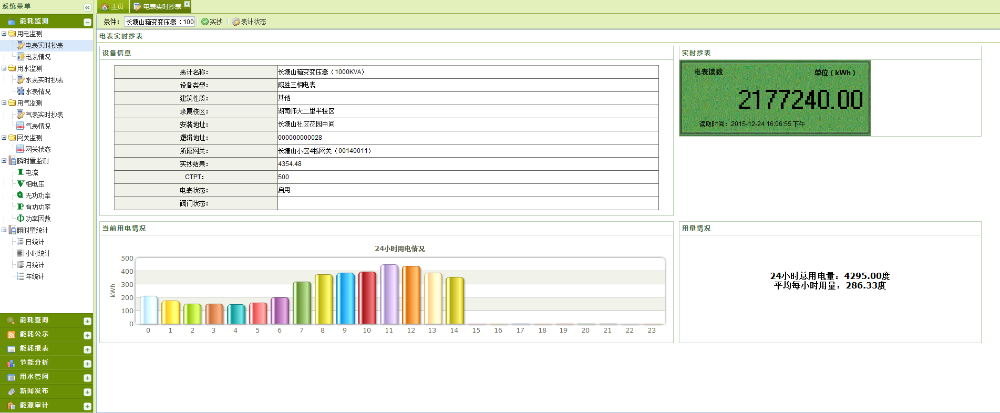 系统菜单
主页
电表实时抄表
能耗监测
用电监测
电表实时抄表
电表情况
用水监测
水表实时抄表
水表情况
用气监测
气表实时抄表
气表情况
网关监测
网关状态
瞬时量监测
电流
相电压
无功功率
有功功率
功率因数
瞬时量统计
日统计
小时统计
月统计
年统计
能耗查询
能耗公示
能耗报表
节能分析
用水管网
新闻发布
能源审计
条件： 长塘山箱变变压器（100 实抄 表计状态
电表实时抄表
设备信息
表计名称： 长塘山箱变变压器（1000KVA）
设备类型： 威胜三相电表
建筑性质： 其他
隶属校区： 湖南师大二里半校区
安装地址： 长塘山社区花园中间
逻辑地址： 000000000028
所属网关： 长塘山小区4栋网关（00140011）
实抄结果： 4354.48
CTPT： 500
电表状态： 启用
阀门状态：
实时抄表
电表读数 单位（kWh）
2177240.00
读取时间：2015-12-24 16:06:55 下午
当前用电情况
24小时用电情况
kWh
500
400
300
200
100
0
0 1 2 3 4 5 6 7 8 9 10 11 12 13 14 15 16 17 18 19 20 21 22 23
用量情况
24小时总用电量：4295.00度
平均每小时用量：286.33度